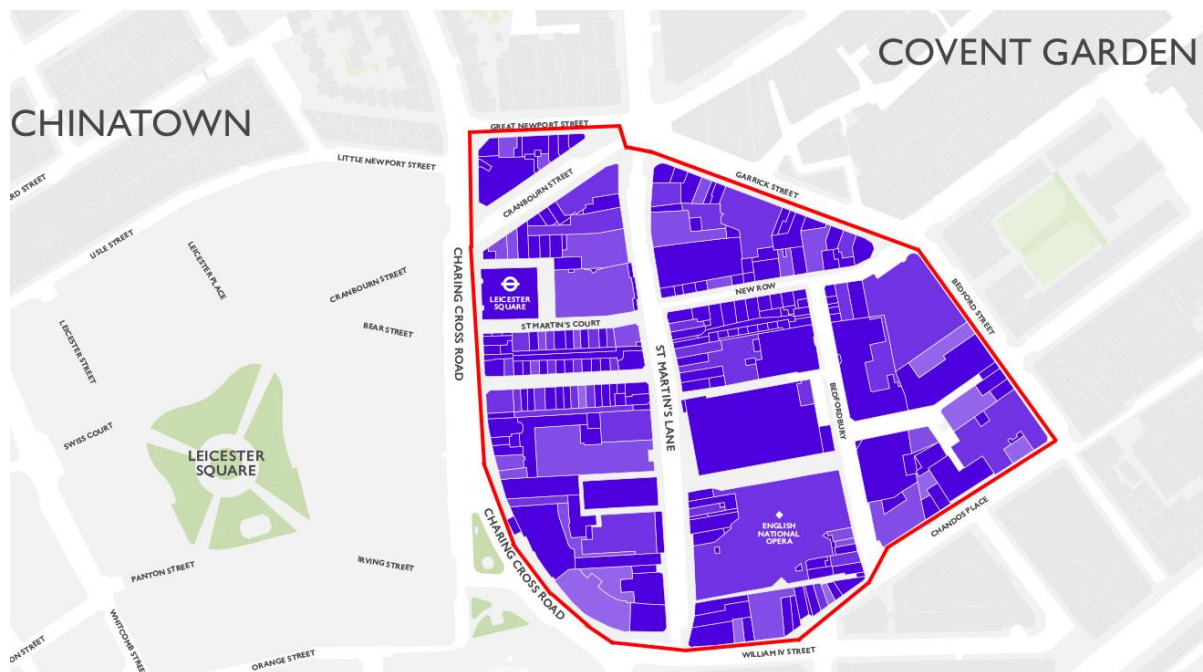 COVENT GARDEN
CHINATOWN
GREAT NEWPORT STREET
LITTLE NEWPORT STREET
CRANBOURN STREET
GARRICK STREET
RD STREET
LISLE STREET
LEICESTER PLACE
CRANBOURN STREET
CHARING CROSS ROAD
LEICESTER
SQUARE
NEW ROW
BEDFORD STREET
ST MARTIN'S COURT
BEAR STREET
LEICESTER STREET
ST MARTIN'S LANE
BEDFORDBURY
SWISS COURT
LEICESTER
SQUARE
CHARING CROSS ROAD
ENGLISH
NATIONAL
OPERA
CHANDOS PLACE
PANTON STREET
IRVING STREET
WHITCOMB STRE
ON STREET
ORANGE STREET
WILLIAM IV STREET